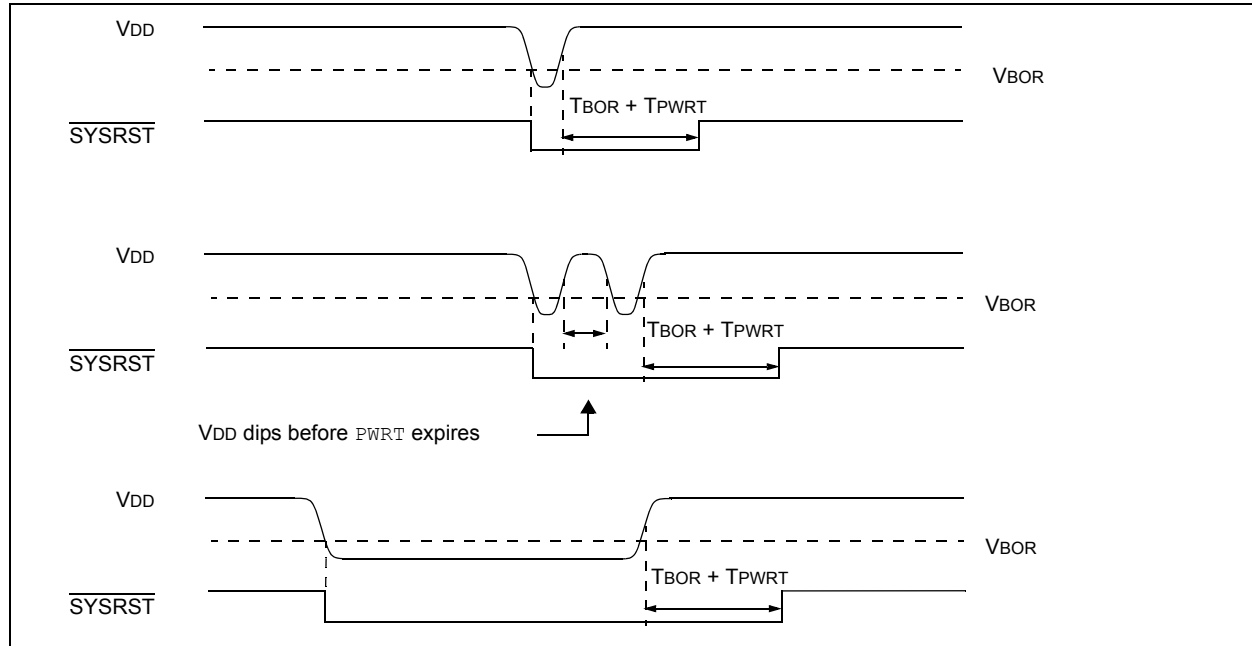 VDD
VBOR
TBOR + TPWRT
SYSRST
VDD
VBOR
TBOR + TPWRT
SYSRST
VDD dips before PWRT expires
VDD
VBOR
TBOR + TPWRT
SYSRST